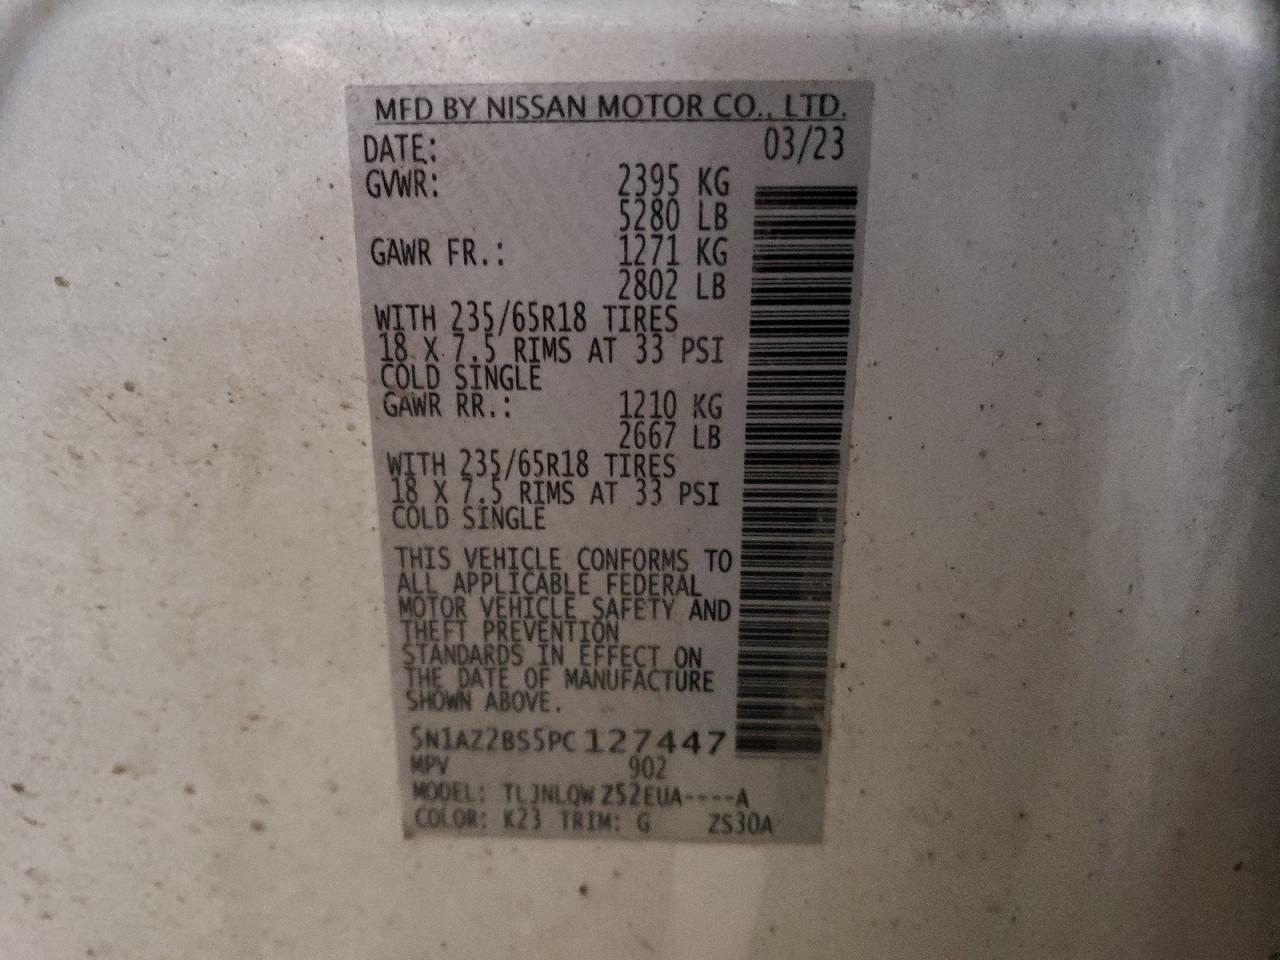 MFD BY NISSAN MOTOR CO., LTD.
DATE: 03/23
GVWR: 2395 KG
5280 LB
GAWR FR.: 1271 KG
2802 LB
WITH 235/65R18 TIRES
18 X 7.5 RIMS AT 33 PSI
COLD SINGLE
GAWR RR.: 1210 KG
2667 LB
WITH 235/65R18 TIRES
18 X 7.5 RIMS AT 33 PSI
COLD SINGLE
THIS VEHICLE CONFORMS TO
ALL APPLICABLE FEDERAL
MOTOR VEHICLE SAFETY AND
THEFT PREVENTION
STANDARDS IN EFFECT ON
THE DATE OF MANUFACTURE
SHOWN ABOVE.
5N1AZ2BS5PC127447
MPV 902
MODEL: TLJNLQW Z52EUA----A
COLOR: K23 TRIM: G ZS30A